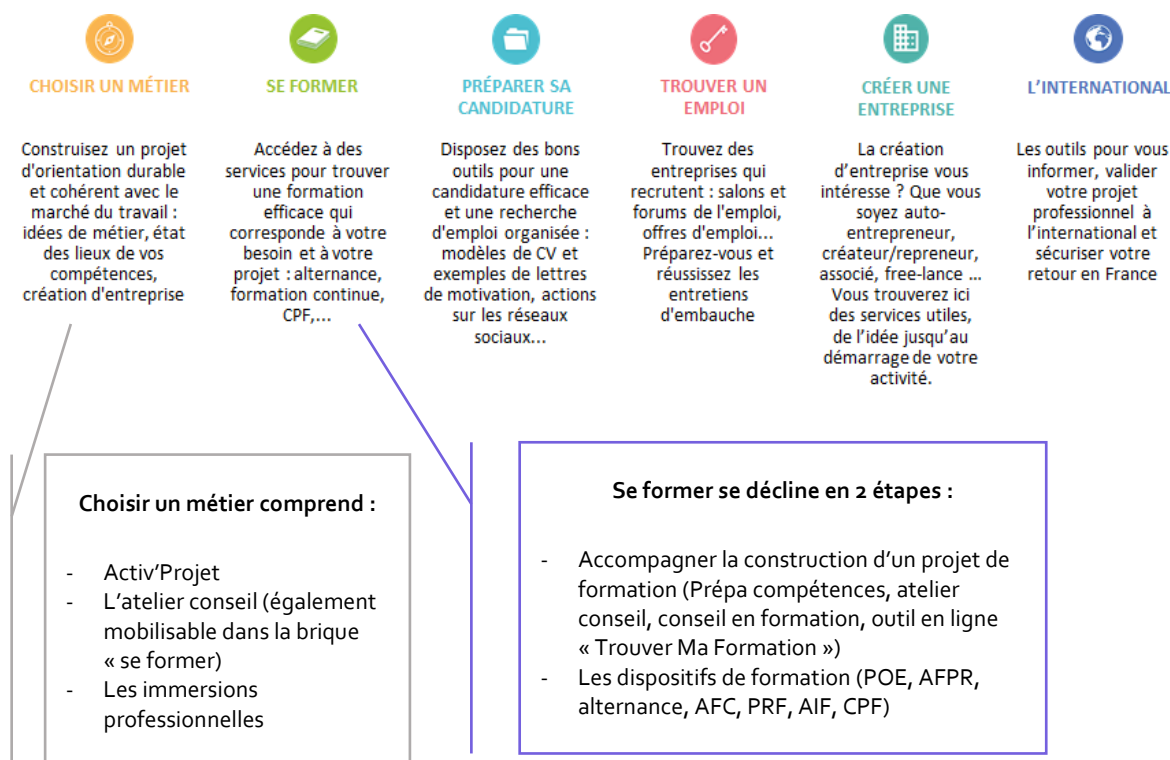 CHOISIR UN MÉTIER
Construisez un projet
d'orientation durable
et cohérent avec le
marché du travail :
idées de métier, état
des lieux de vos
compétences,
création d'entreprise
SE FORMER
Accédez à des
services pour trouver
une formation
efficace qui
corresponde à votre
besoin et à votre
projet : alternance,
formation continue,
CPF,...
PRÉPARER SA
CANDIDATURE
Disposez des bons
outils pour une
candidature efficace
et une recherche
d'emploi organisée :
modèles de CV et
exemples de lettres
de motivation, actions
sur les réseaux
sociaux...
TROUVER UN
EMPLOI
Trouvez des
entreprises qui
recrutent : salons et
forums de l'emploi,
offres d'emploi...
Préparez-vous et
réussissez les
entretiens
d'embauche
CRÉER UNE
ENTREPRISE
La création
d'entreprise vous
intéresse ? Que vous
soyez auto-
entrepreneur,
créateur/repreneur,
associé, free-lance ...
Vous trouverez ici
des services utiles,
de l'idée jusqu'au
démarrage de votre
activité.
L'INTERNATIONAL
Les outils pour vous
informer, valider
votre projet
professionnel à
l'international et
sécuriser votre
retour en France
Choisir un métier comprend :
- Activ'Projet
- L'atelier conseil (également
mobilisable dans la brique
« se former)
- Les immersions
professionnelles
Se former se décline en 2 étapes :
- Accompagner la construction d'un projet de
formation (Prépa compétences, atelier
conseil, conseil en formation, outil en ligne
« Trouver Ma Formation »)
- Les dispositifs de formation (POE, AFPR,
alternance, AFC, PRF, AIF, CPF)